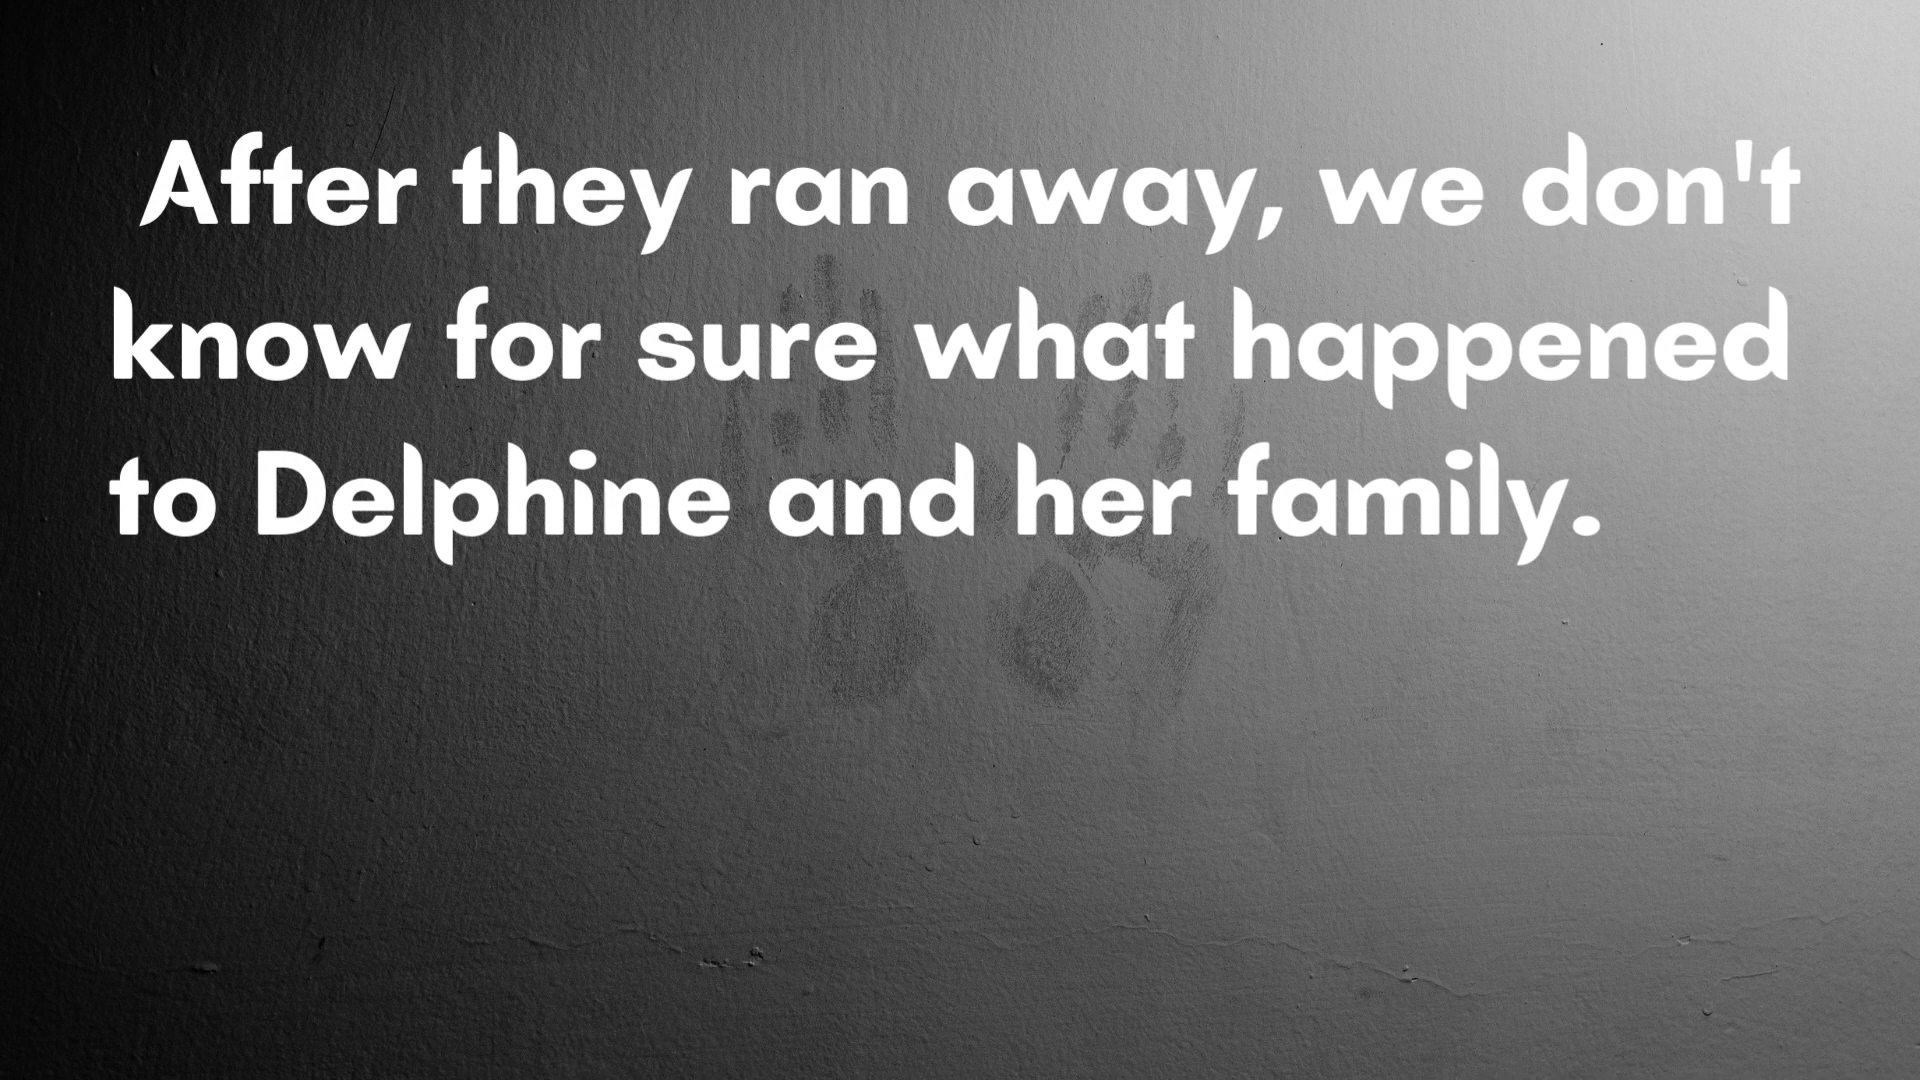 After they ran away, we don't
know for sure what happened
to Delphine and her family.